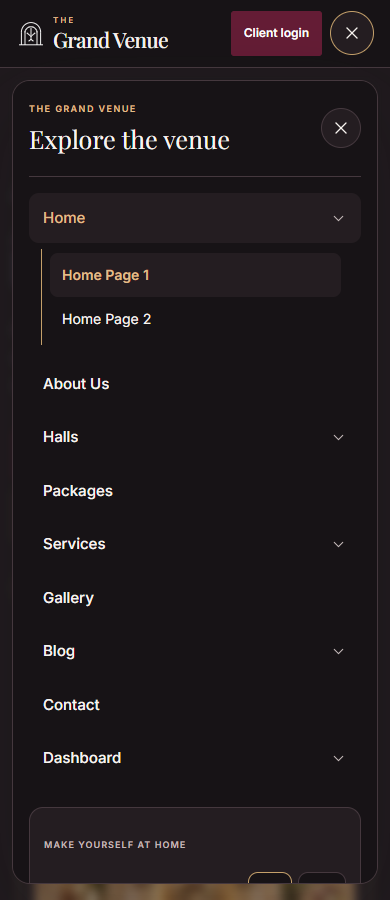 THE
Grand Venue
Client login
THE GRAND VENUE
Explore the venue
Home
Home Page 1
Home Page 2
About Us
Halls
Packages
Services
Gallery
Blog
Contact
Dashboard
MAKE YOURSELF AT HOME